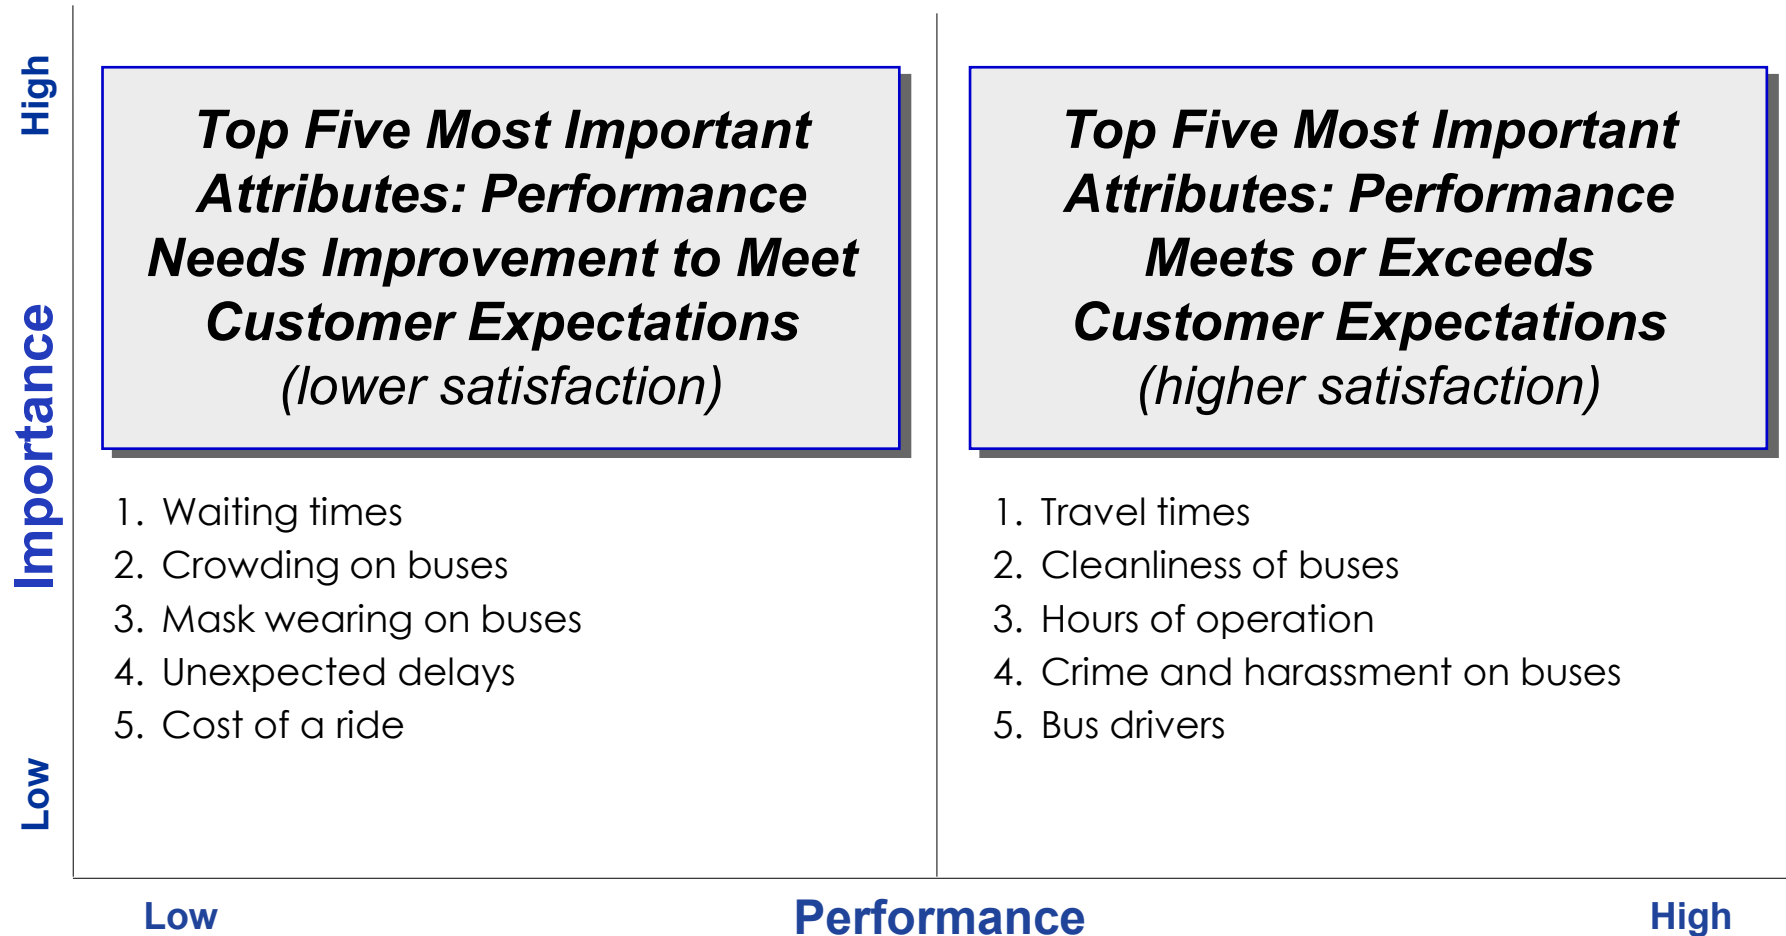 High
Importance
Low
Top Five Most Important
Attributes: Performance
Needs Improvement to Meet
Customer Expectations
(lower satisfaction)
1. Waiting times
2. Crowding on buses
3. Mask wearing on buses
4. Unexpected delays
5. Cost of a ride
Top Five Most Important
Attributes: Performance
Meets or Exceeds
Customer Expectations
(higher satisfaction)
1. Travel times
2. Cleanliness of buses
3. Hours of operation
4. Crime and harassment on buses
5. Bus drivers
Low
Performance
High